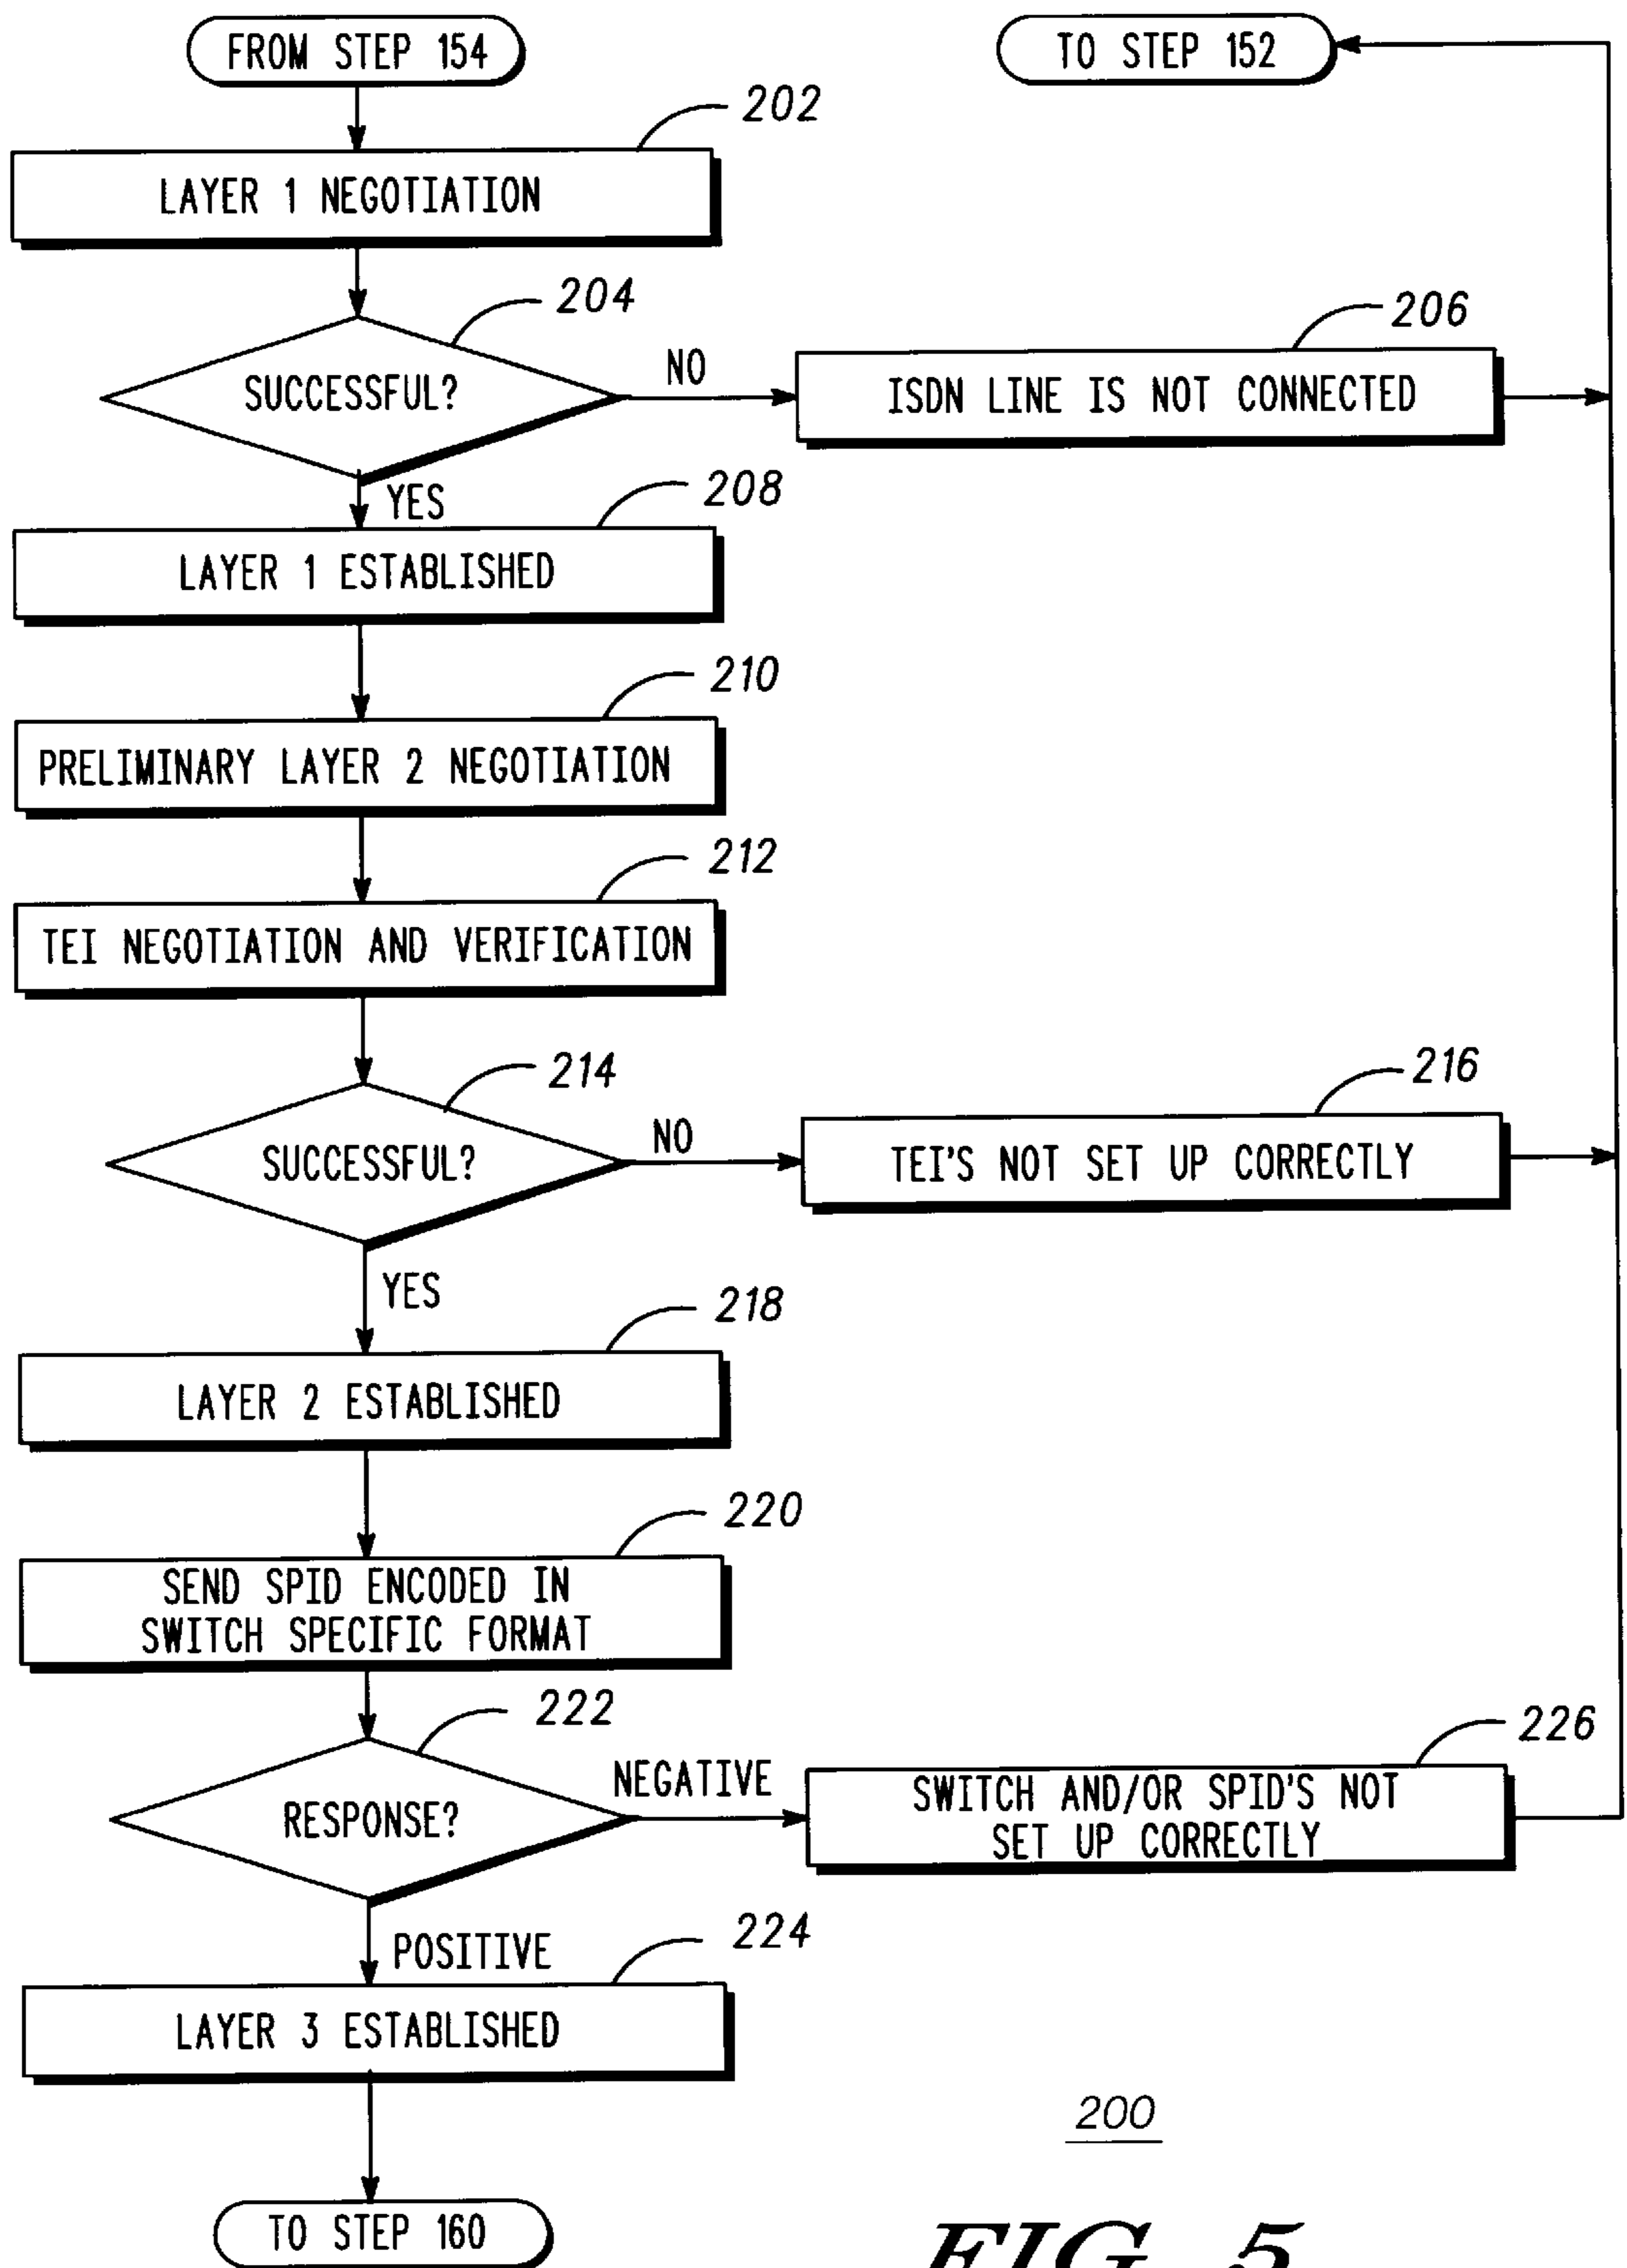 FROM STEP 154
TO STEP 152
202
LAYER 1 NEGOTIATION
204
SUCCESSFUL?
NO
206
ISDN LINE IS NOT CONNECTED
YES
208
LAYER 1 ESTABLISHED
210
PRELIMINARY LAYER 2 NEGOTIATION
212
TEI NEGOTIATION AND VERIFICATION
214
SUCCESSFUL?
NO
216
TEI'S NOT SET UP CORRECTLY
YES
218
LAYER 2 ESTABLISHED
220
SEND SPID ENCODED IN
SWITCH SPECIFIC FORMAT
222
RESPONSE?
NEGATIVE
226
SWITCH AND/OR SPID'S NOT
SET UP CORRECTLY
POSITIVE
224
LAYER 3 ESTABLISHED
200
TO STEP 160
FIG. 5